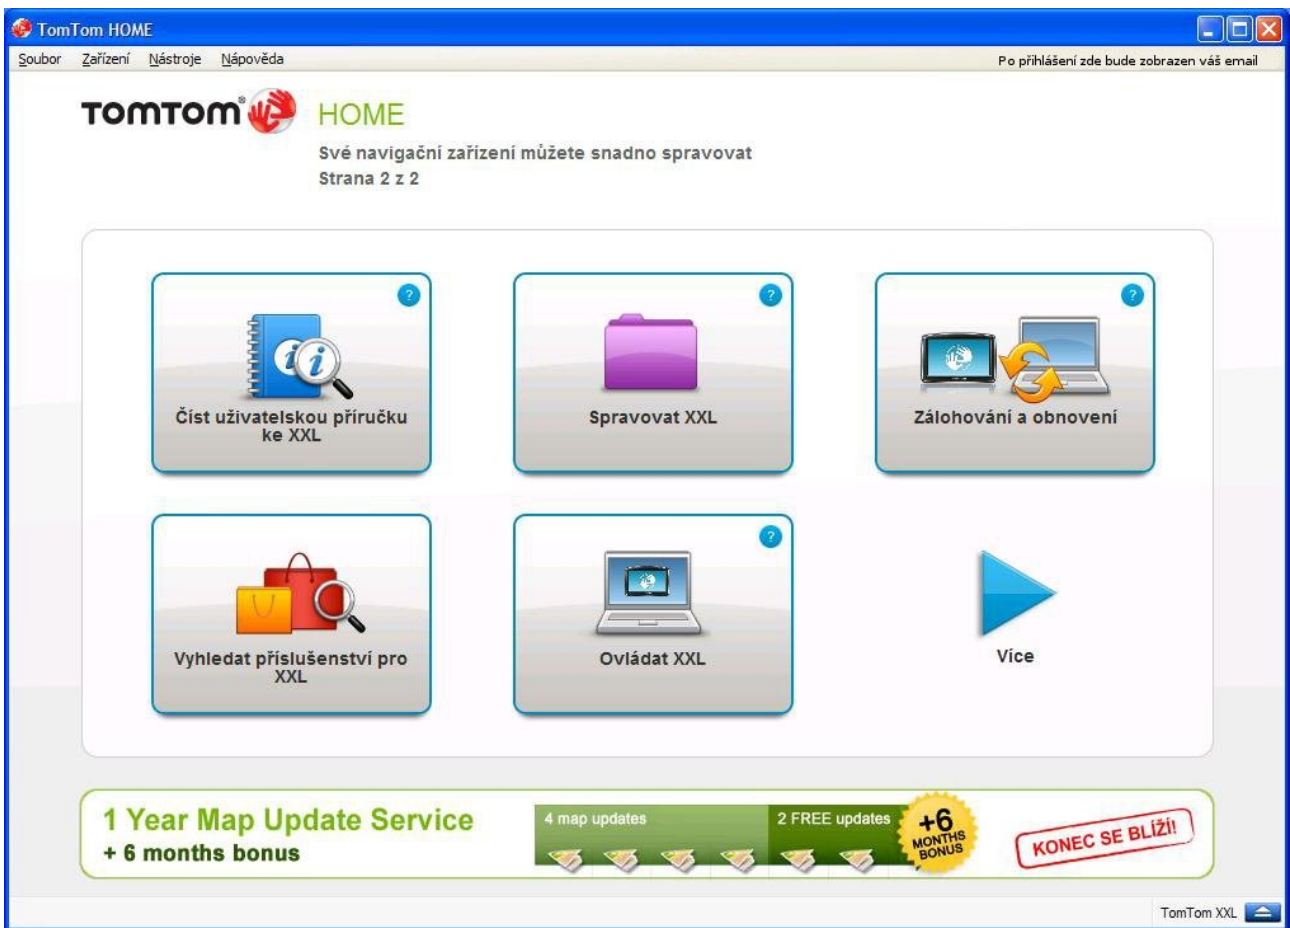 TomTom HOME
Soubor Zařízení Nástroje Nápověda Po přihlášení zde bude zobrazen váš email
TOMTOM® HOME
Své navigační zařízení můžete snadno spravovat
Strana 2 z 2
?
?
?
Číst uživatelskou příručku
ke XXL
Spravovat XXL
Zálohování a obnovení
?
Vyhledat příslušenství pro
XXL
Ovládat XXL
Více
1 Year Map Update Service
+ 6 months bonus
4 map updates
2 FREE updates
+6
MONTHS
BONUS
KONEC SE BLÍŽÍ!
TomTom XXL